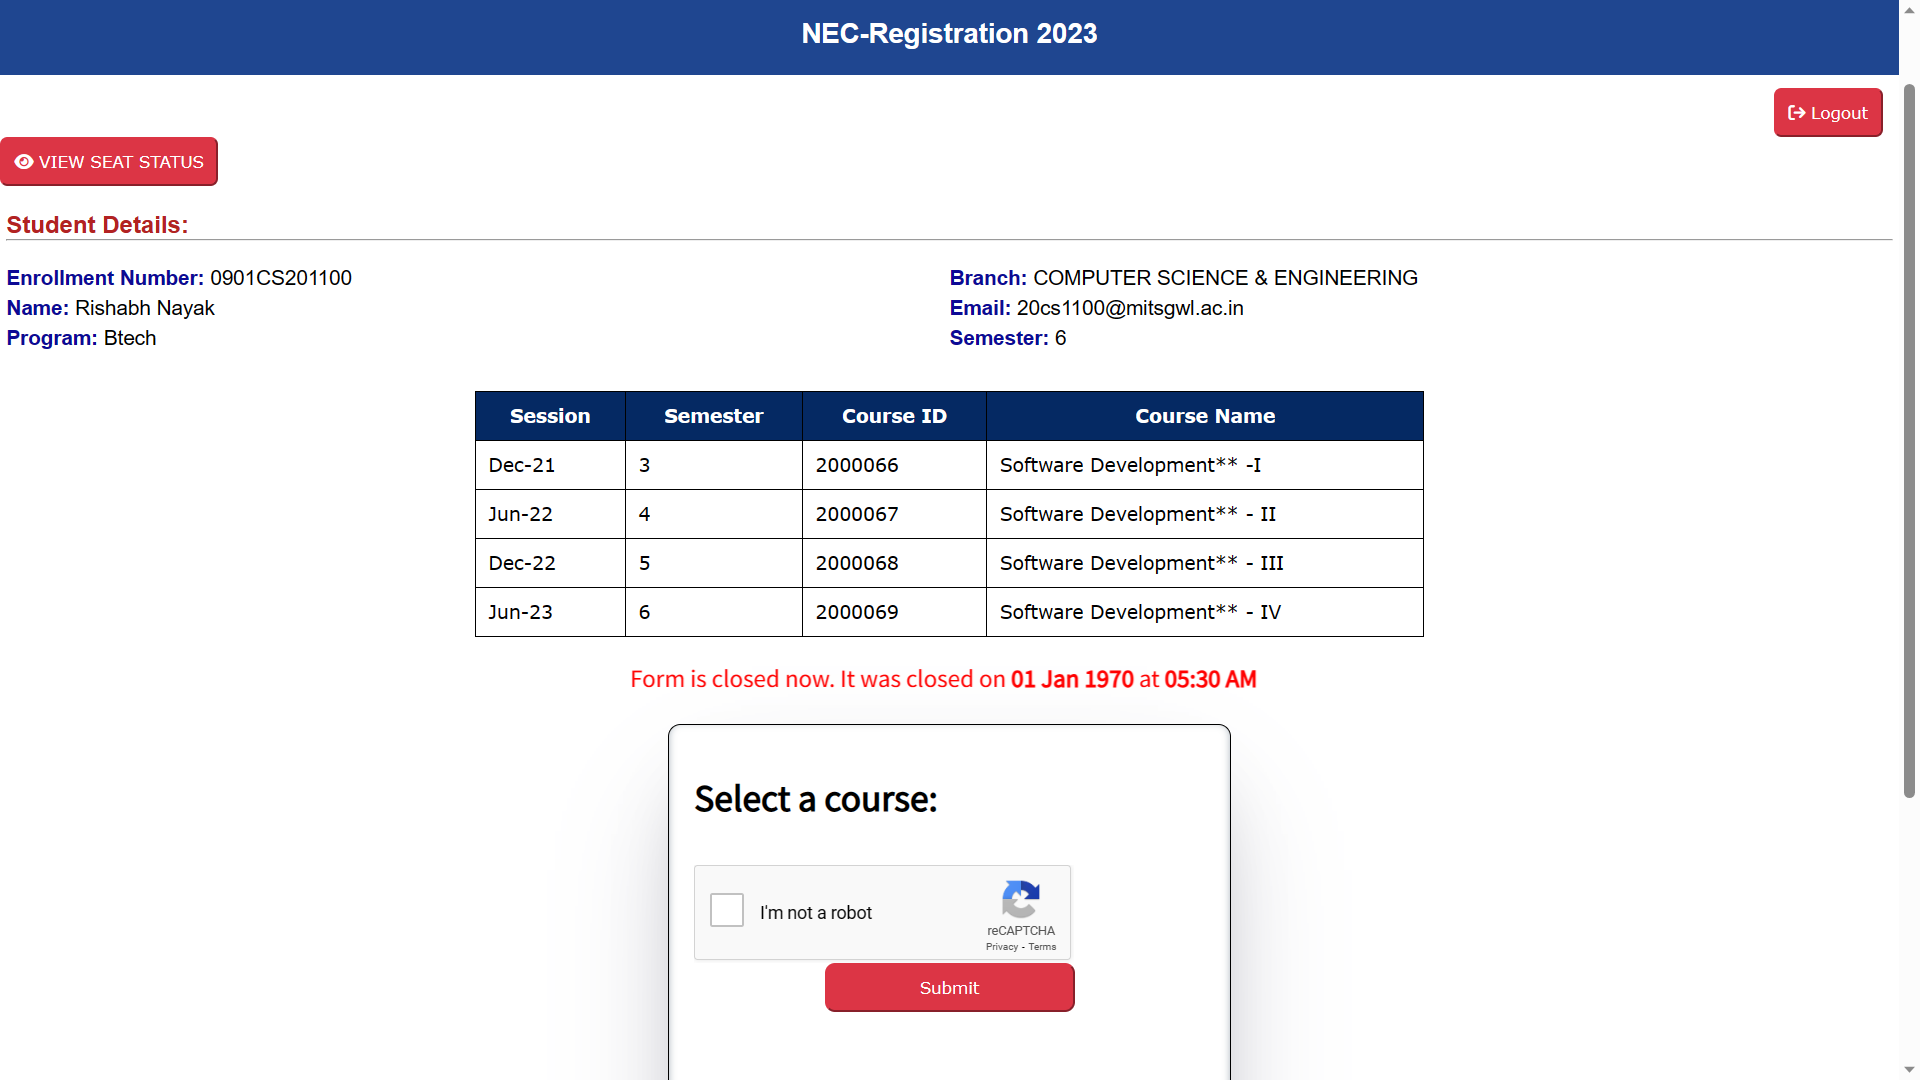 NEC-Registration 2023
Logout
VIEW SEAT STATUS
Student Details:
Enrollment Number: 0901CS201100
Name: Rishabh Nayak
Program: Btech
Branch: COMPUTER SCIENCE & ENGINEERING
Email: 20cs1100@mitsgwl.ac.in
Semester: 6
Session Semester Course ID Course Name
Dec-21 3 2000066 Software Development** -I
Jun-22 4 2000067 Software Development** - II
Dec-22 5 2000068 Software Development** - III
Jun-23 6 2000069 Software Development** - IV
Form is closed now. It was closed on 01 Jan 1970 at 05:30 AM
Select a course:
I'm not a robot
reCAPTCHA
Privacy - Terms
Submit